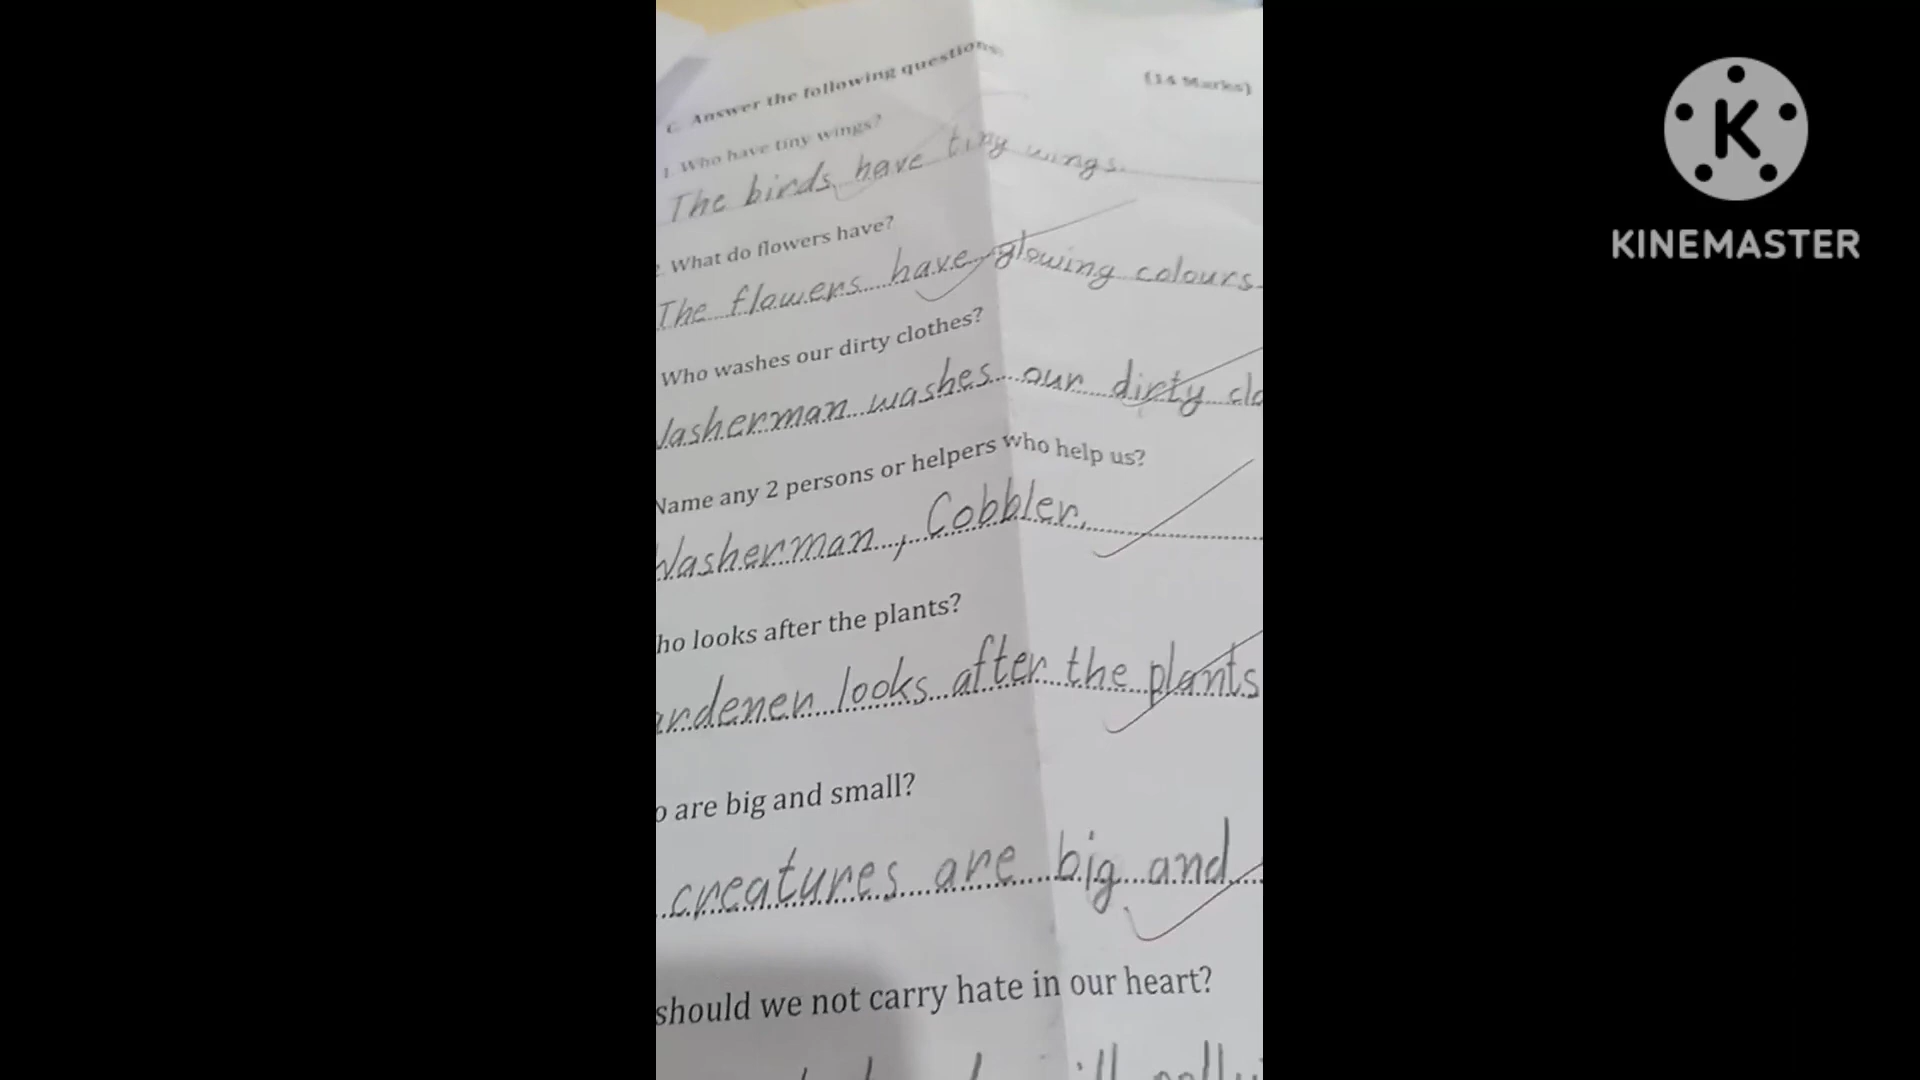 C. Answer the following questions:
(14 Marks)
1. Who have tiny wings?
The birds have tiny wings.
What do flowers have?
The flowers have glowing colours.
Who washes our dirty clothes?
Washerman washes our dirty clo
Name any 2 persons or helpers who help us?
Washerman, Cobbler.
ho looks after the plants?
ardener looks after the plants
o are big and small?
creatures are big and
should we not carry hate in our heart?
K
KINEMASTER